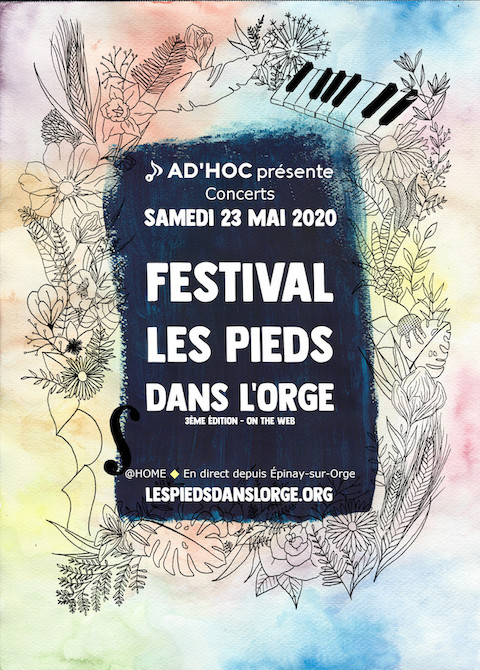 AD'HOC présente
Concerts
SAMEDI 23 MAI 2020
FESTIVAL
LES PIEDS
DANS L'ORGE
3ÈME ÉDITION - ON THE WEB
@HOME ◆ En direct depuis Épinay-sur-Orge
LESPIEDSDANSLORGE.ORG